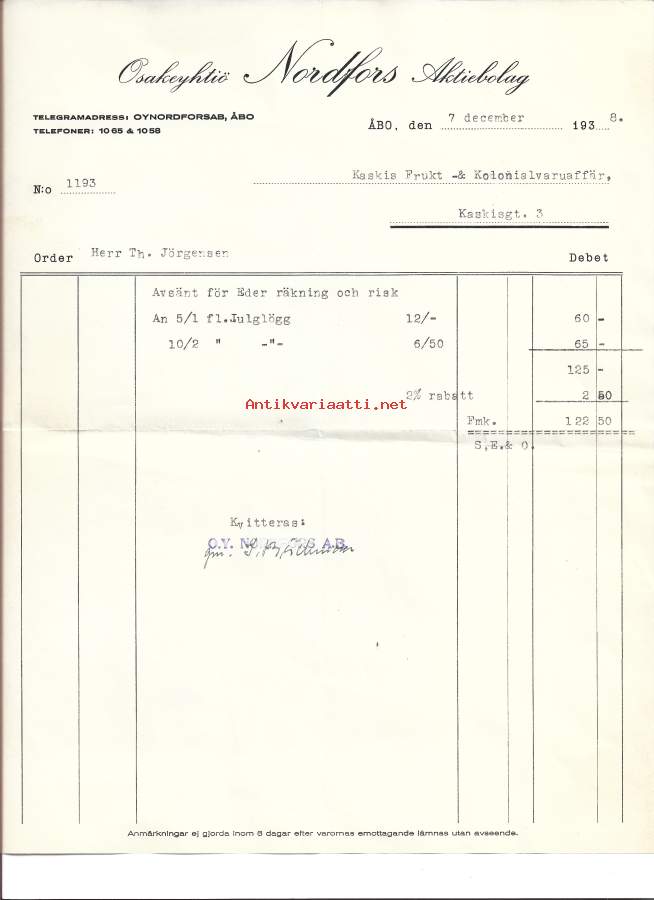 Osakeyhtiö Nordfors Aktiebolag
TELEGRAMADRESS: OYNORDFORSAB, ÅBO
TELEFONER: 1065 & 1058
ÅBO, den 7 december 1938.
N:o 1193
Kaskis Frukt -& Kolonialvaruaffär,
Kaskisgt. 3
Order Herr Th. Jörgensen Debet
Avsänt för Eder räkning och risk
An 5/1 fl.Julglögg 12/- 60 -
10/2 " -"- 6/50 65 -
125 -
2% rabatt 2 50
Antikvariaatti.net
Fmk. 122 50
S.E.& O.
Kvitteras:
O.Y. NORDFORS A.B.
Anmärkningar ej gjorda inom 8 dagar efter varornas emottagande lämnas utan avseende.